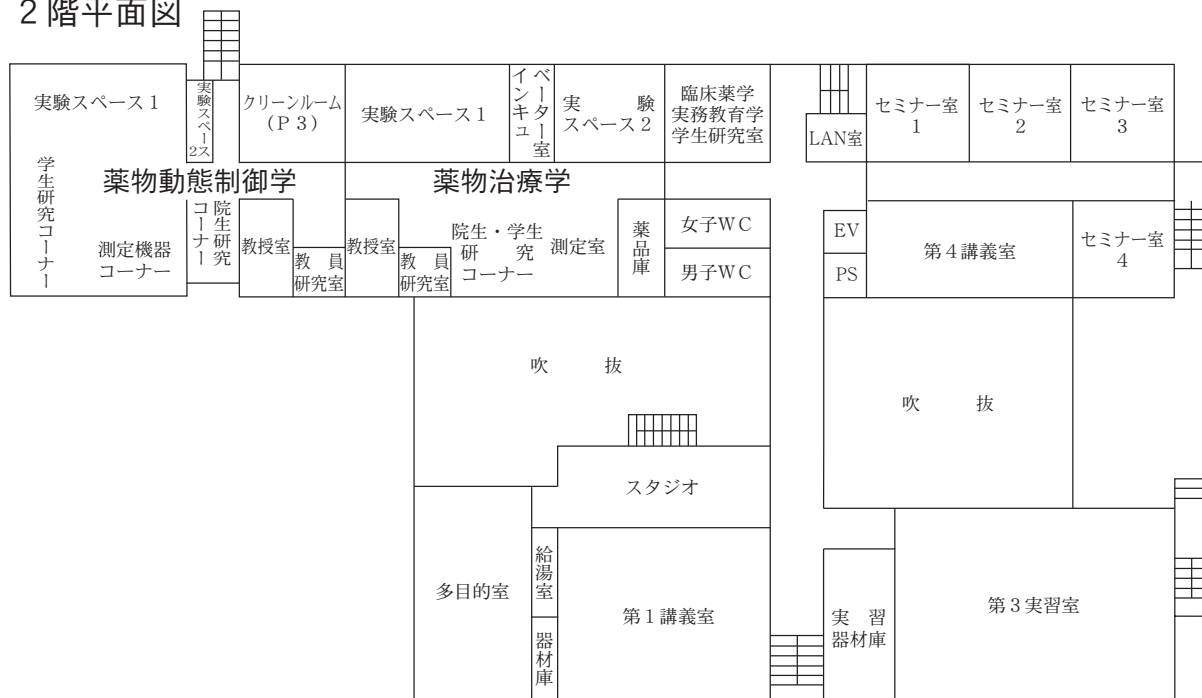 2階平面図
実験スペース1
実験スペー
2ス
クリーンルーム
(P3)
実験スペース1
インキュ
ベーター室
実　験
スペース2
臨床薬学
実務教育学
学生研究室
LAN室
セミナー室
1
セミナー室
2
セミナー室
3
学生研究コーナー
薬物動態制御学
薬物治療学
測定機器
コーナー
院生研究
コーナー
教授室
教　員
研究室
教授室
教　員
研究室
院生・学生
研　究
コーナー
測定室
薬品庫
女子WC
男子WC
EV
PS
第4講義室
セミナー室
4
吹　抜
吹　抜
スタジオ
多目的室
給湯室
器材庫
第1講義室
実　習
器材庫
第3実習室